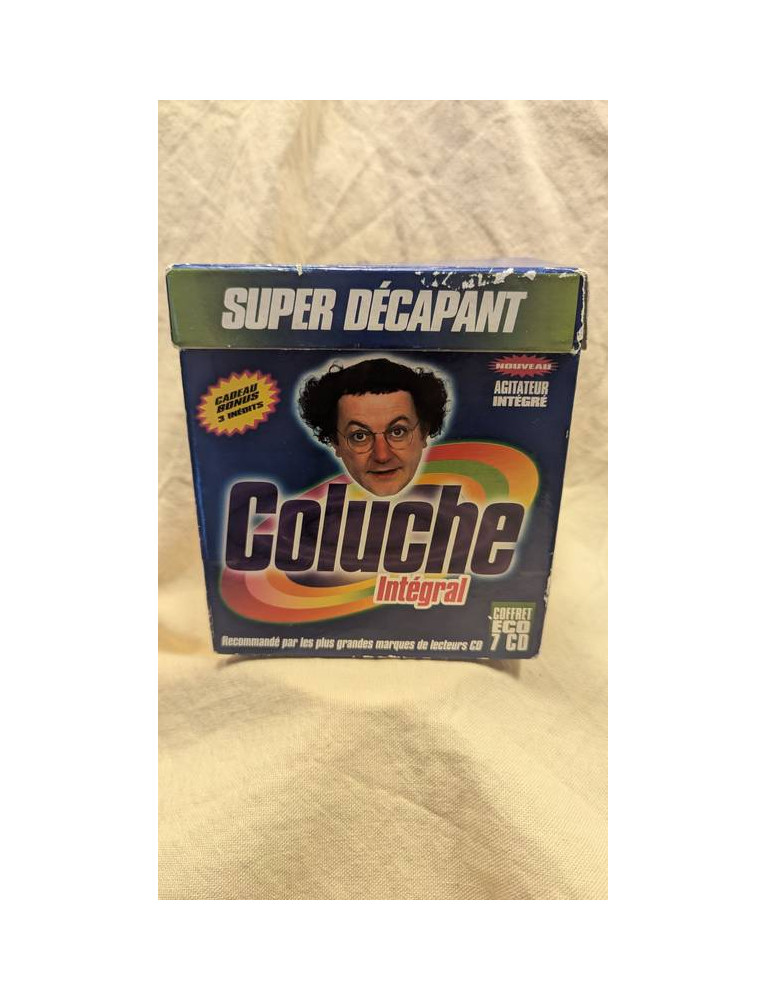 SUPER DÉCAPANT
CADEAU
BONUS
3 INÉDITS
NOUVEAU
AGITATEUR
INTÉGRÉ
Coluche
Intégral
COFFRET
ECO
7 CD
Recommandé par les plus grandes marques de lecteurs CD